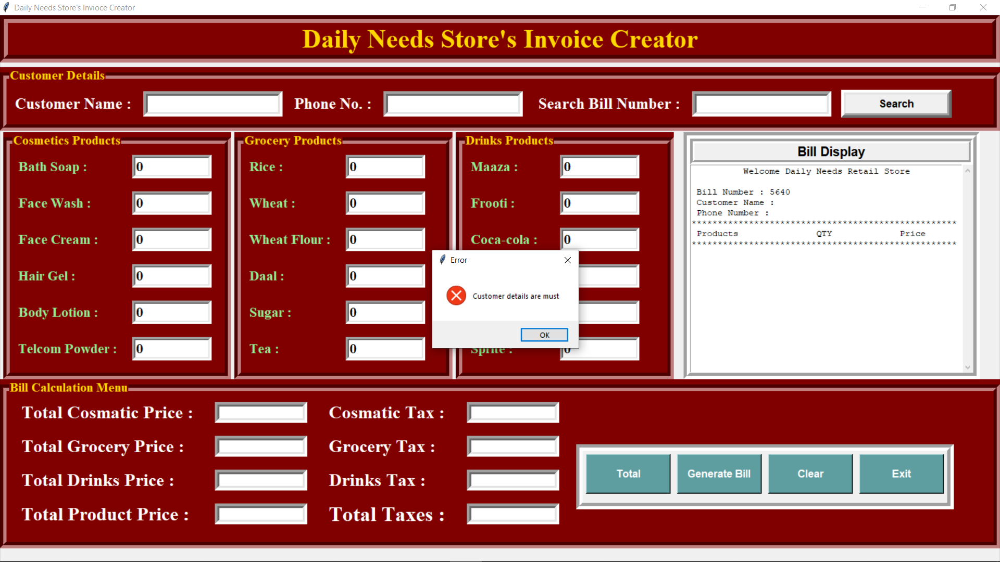 Daily Needs Store's Invioce Creator
Daily Needs Store's Invoice Creator
Customer Details
Customer Name :
Phone No. :
Search Bill Number :
Search
Cosmetics Products
Bath Soap : 0
Face Wash : 0
Face Cream : 0
Hair Gel : 0
Body Lotion : 0
Telcom Powder : 0
Grocery Products
Rice : 0
Wheat : 0
Wheat Flour : 0
Daal : 0
Sugar : 0
Tea : 0
Drinks Products
Maaza : 0
Frooti : 0
Coca-cola : 0
Sprite : 0
Error
Customer details are must
OK
Bill Display
Welcome Daily Needs Retail Store
Bill Number : 5640
Customer Name :
Phone Number :
***************************************************
Products QTY Price
***************************************************
Bill Calculation Menu
Total Cosmatic Price :
Cosmatic Tax :
Total Grocery Price :
Grocery Tax :
Total Drinks Price :
Drinks Tax :
Total Product Price :
Total Taxes :
Total
Generate Bill
Clear
Exit